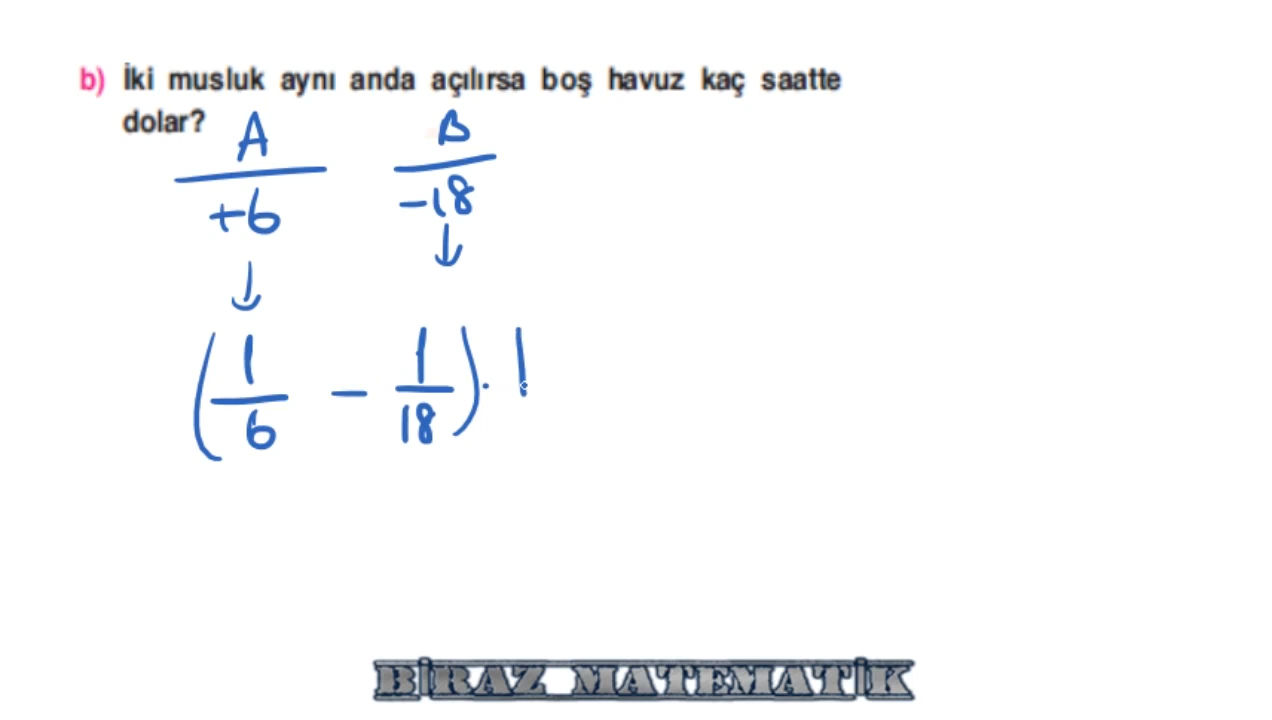 b) İki musluk aynı anda açılırsa boş havuz kaç saatte
dolar?
A B
+6 -18
↓ ↓
(1/6 - 1/18) . 1
BİRAZ MATEMATİK